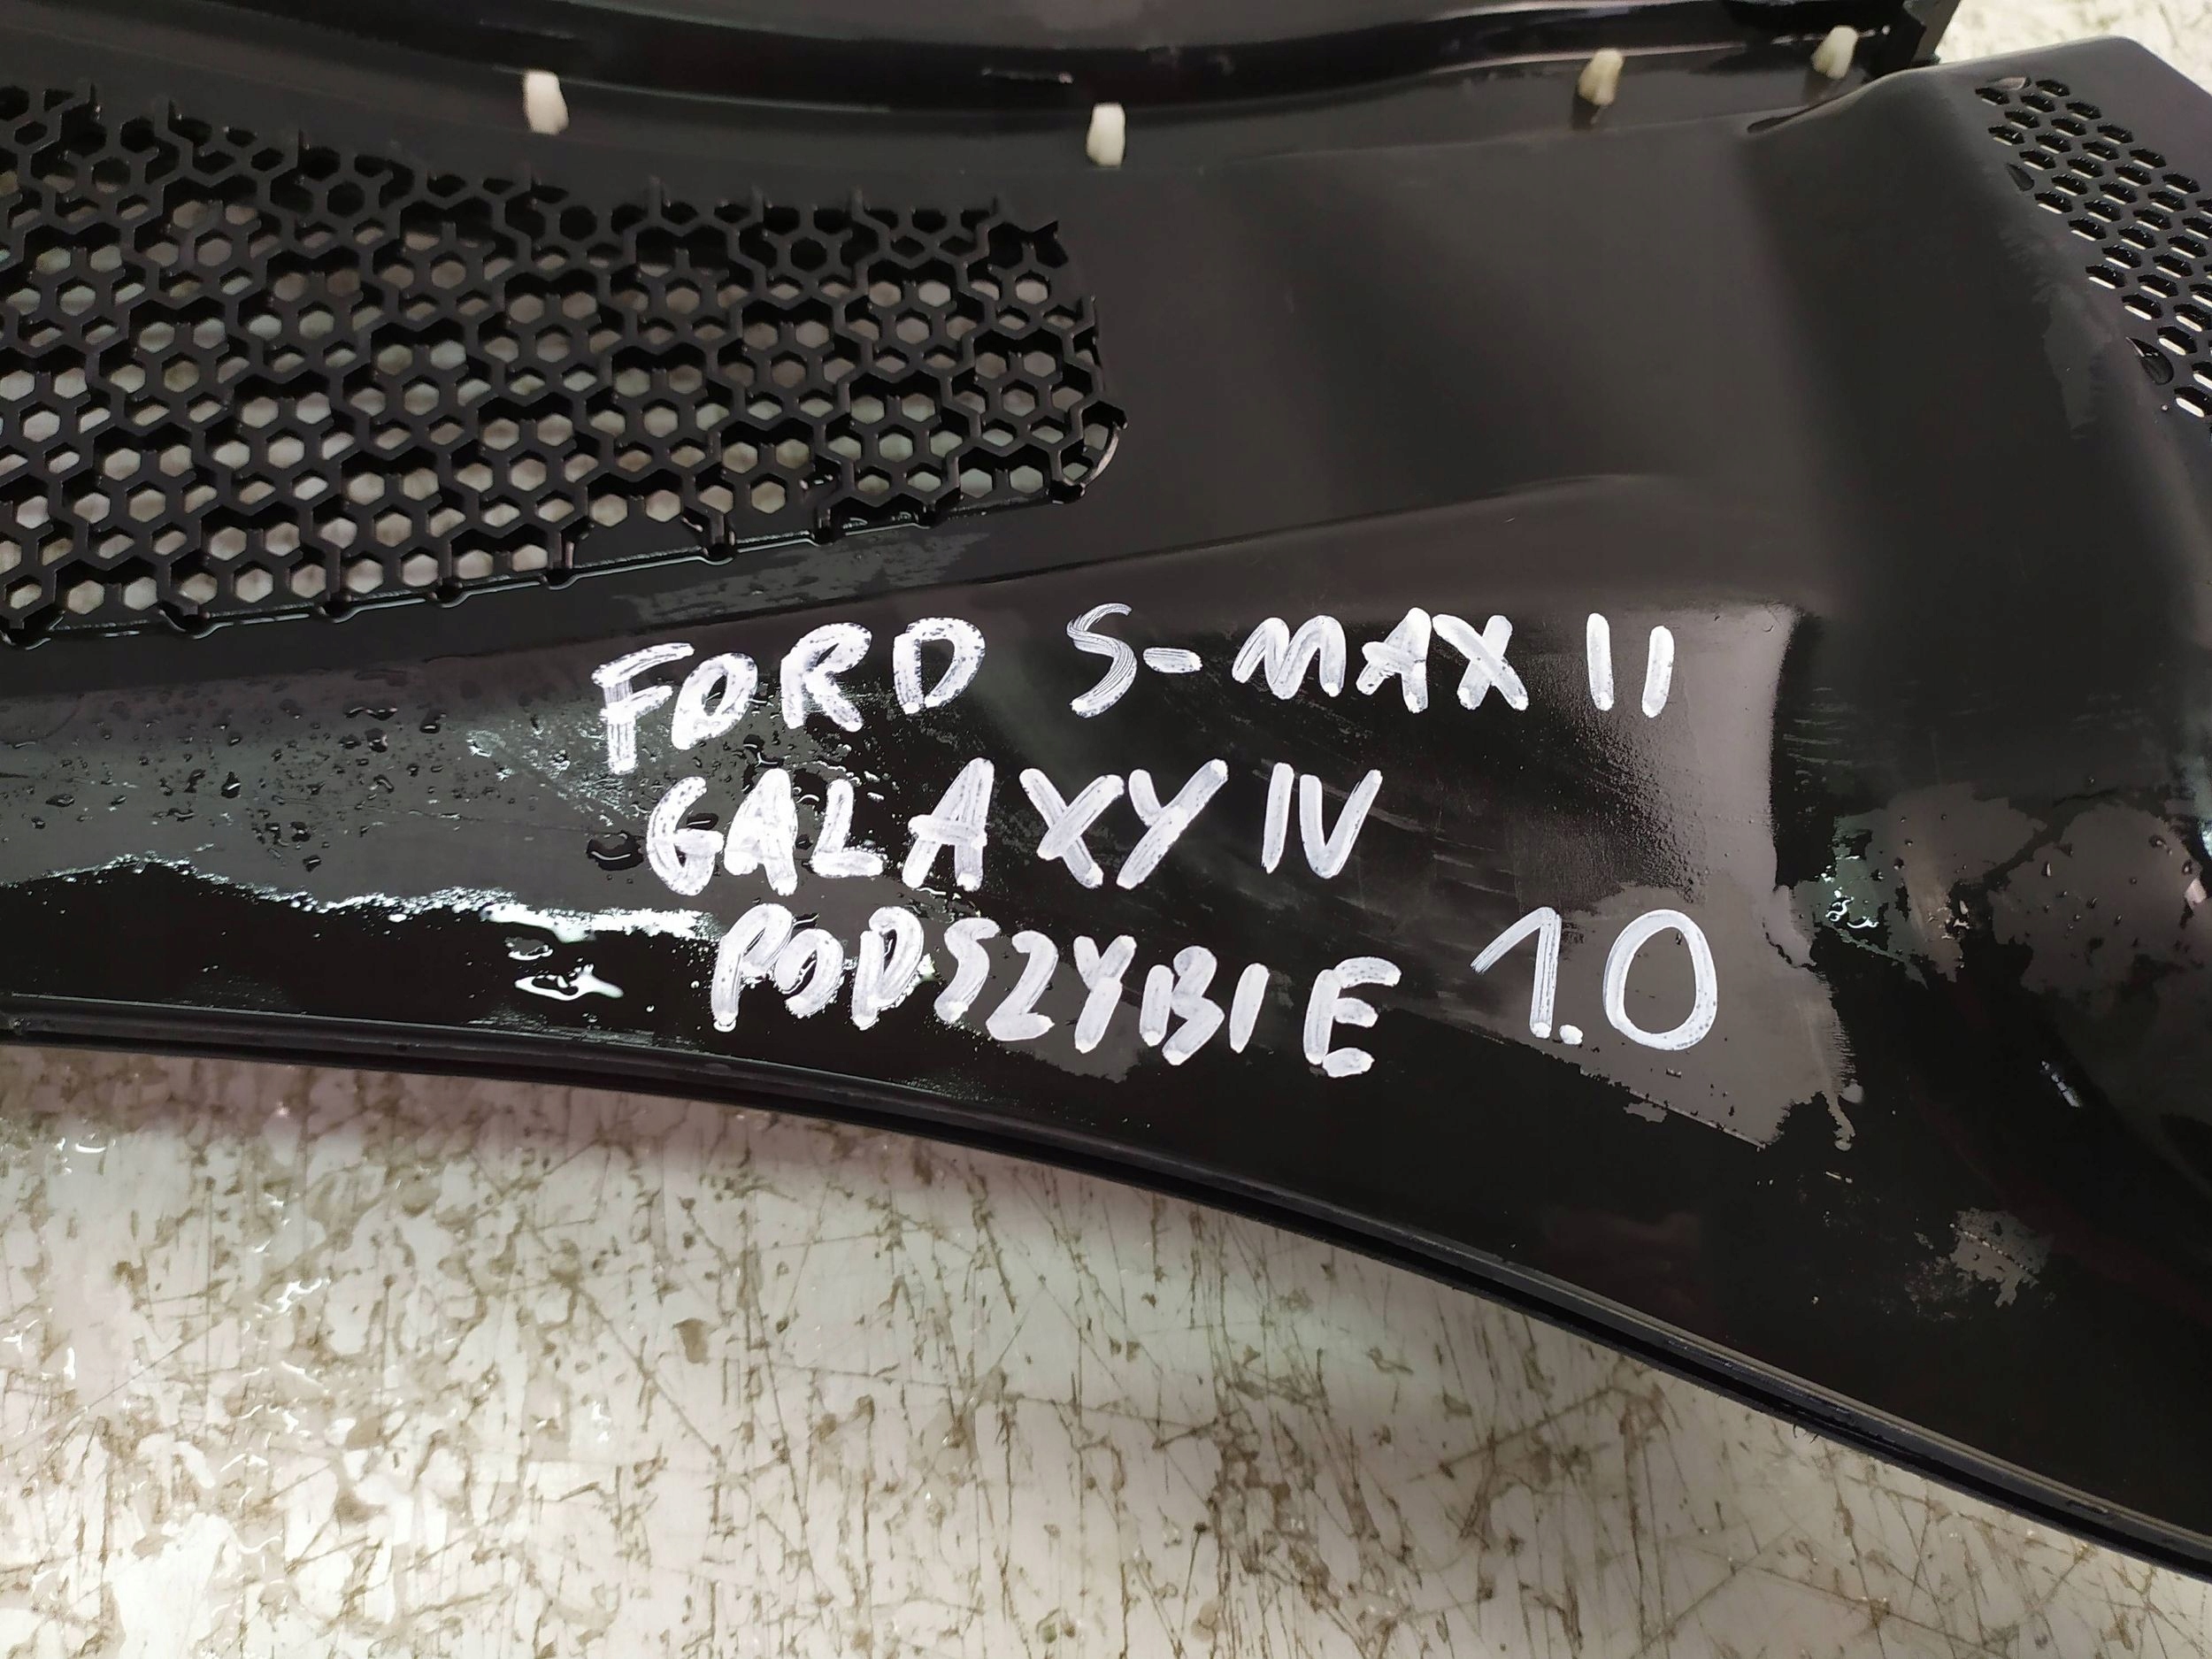 FORD S-MAX II
GALAXY IV
PODSZYBIE 1.0